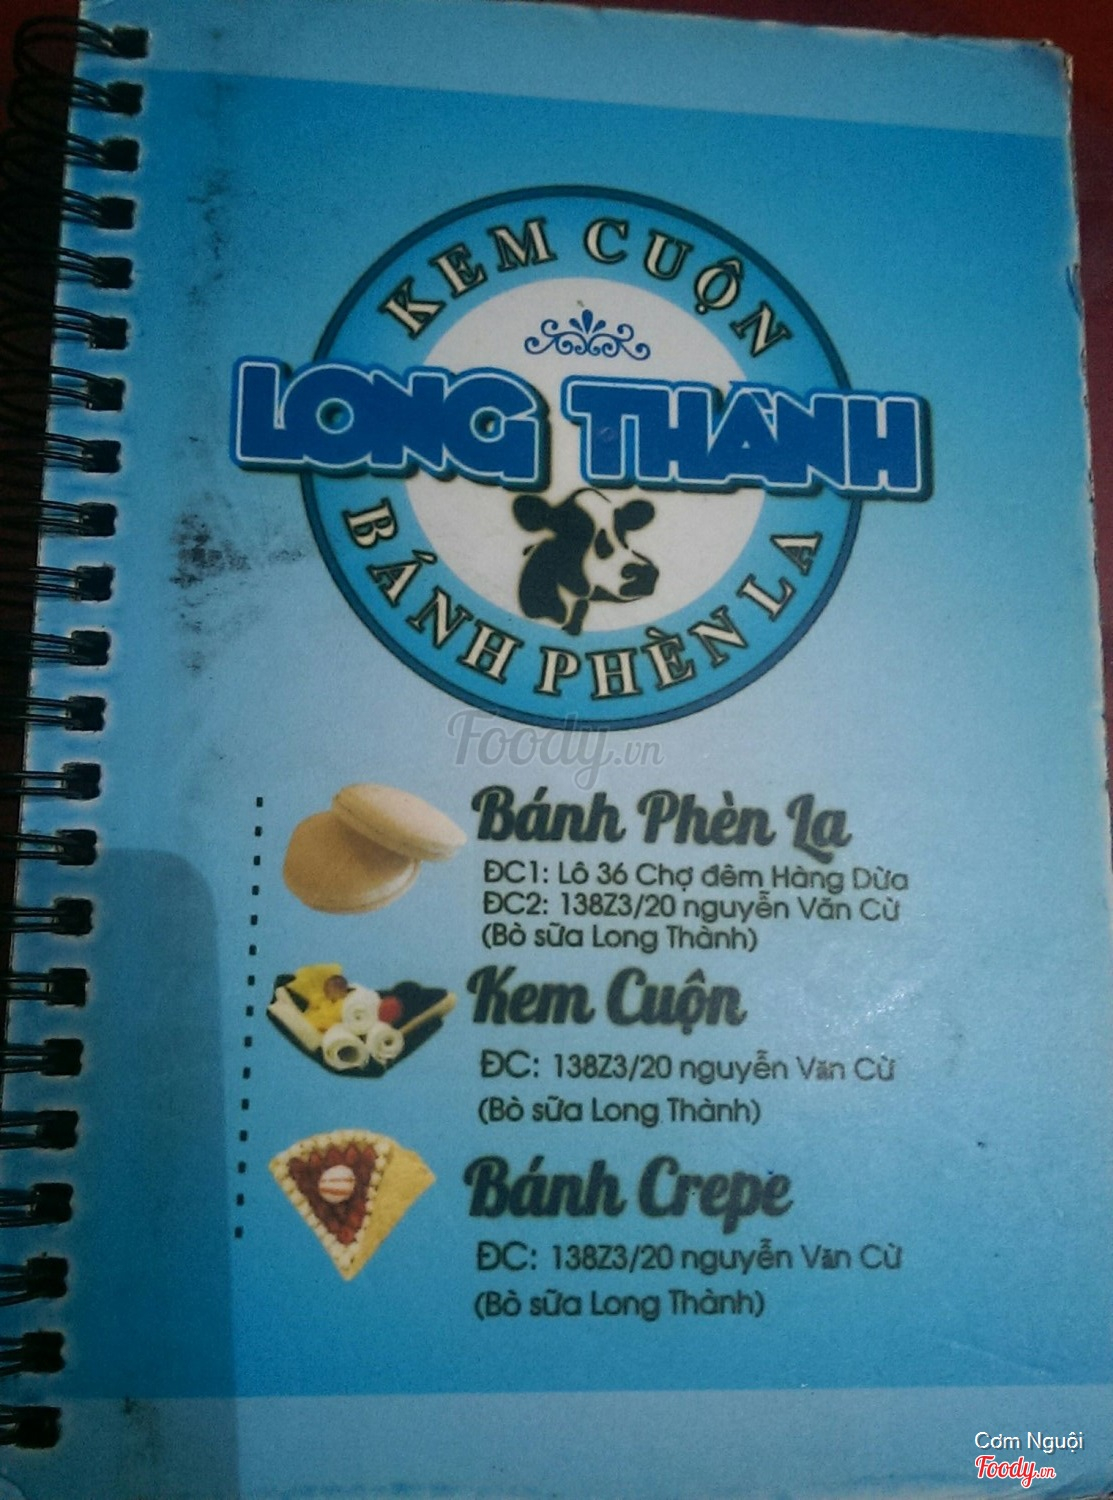 KEM CUỘN
LONG THÀNH
BÁNH PHÈN LA
Foody.vn
Bánh Phèn La
ĐC1: Lô 36 Chợ đêm Hàng Dừa
ĐC2: 138Z3/20 nguyễn Văn Cừ
(Bò sữa Long Thành)
Kem Cuộn
ĐC: 138Z3/20 nguyễn Văn Cừ
(Bò sữa Long Thành)
Bánh Crepe
ĐC: 138Z3/20 nguyễn Văn Cừ
(Bò sữa Long Thành)
Cơm Nguội
Foody.vn